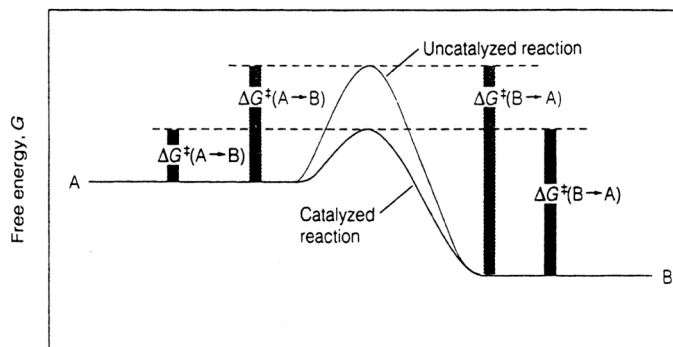 Free energy, G
Uncatalyzed reaction
ΔG‡(A→B)
ΔG‡(B→A)
ΔG‡(A→B)
A
ΔG‡(B→A)
Catalyzed
reaction
B